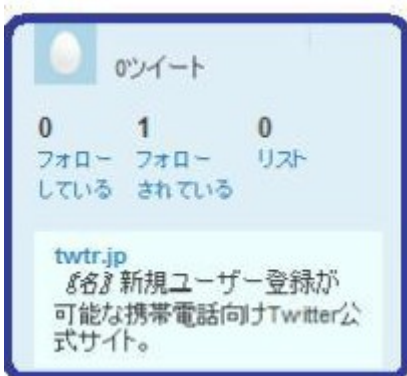 0ツイート
0 1 0
フォロー フォロー リスト
している されている
twtr.jp
〖名〗新規ユーザー登録が
可能な携帯電話向けTwitter公
式サイト。